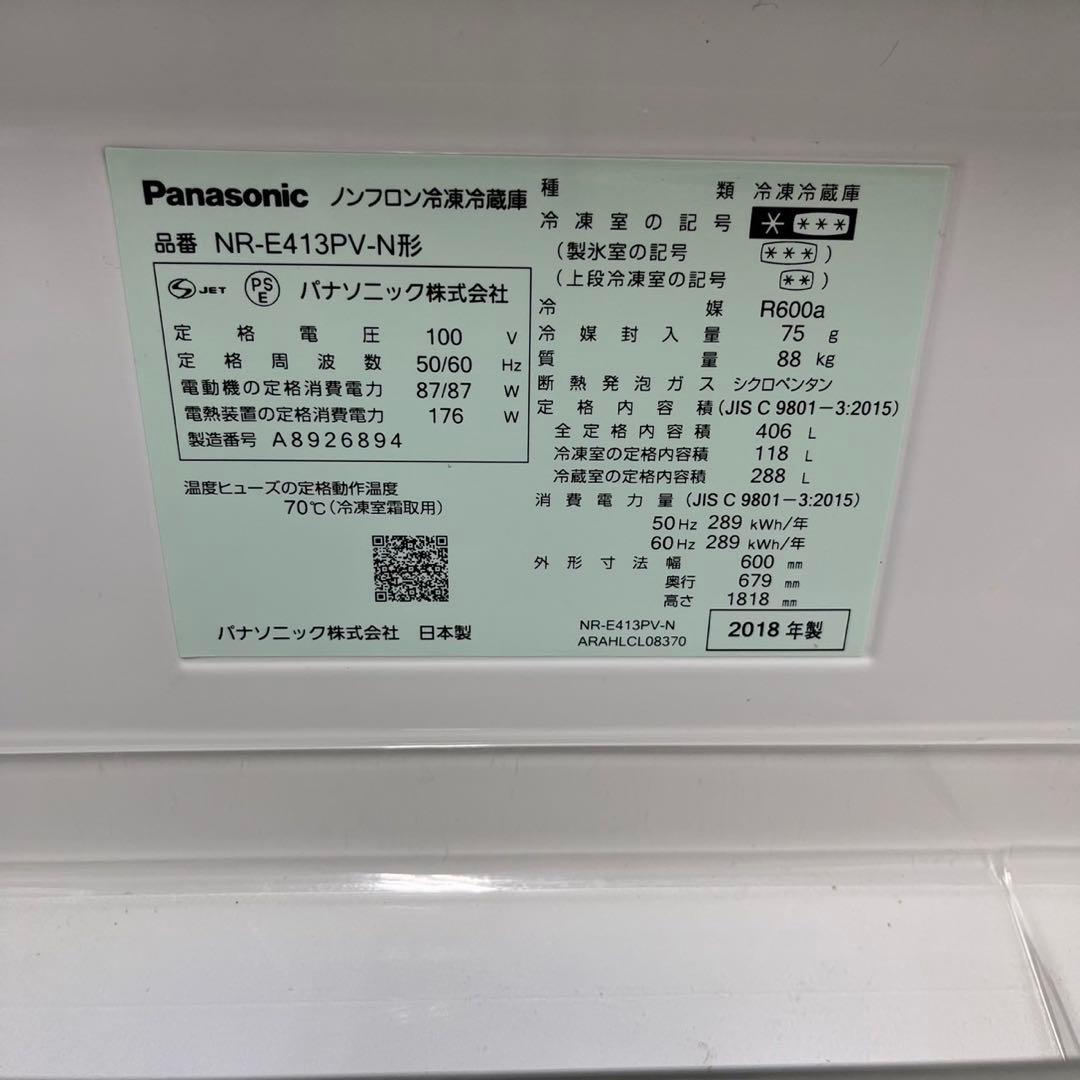 Panasonic ノンフロン冷凍冷蔵庫
品番 NR-E413PV-N形
JET PSE パナソニック株式会社
定格電圧 100 V
定格周波数 50/60 Hz
電動機の定格消費電力 87/87 W
電熱装置の定格消費電力 176 W
製造番号 A8926894
温度ヒューズの定格動作温度
70℃(冷凍室霜取用)
パナソニック株式会社 日本製
種類 冷凍冷蔵庫
冷凍室の記号 * ***
(製氷室の記号 ***)
(上段冷凍室の記号 **)
冷媒 R600a
冷媒封入量 75 g
質量 88 kg
断熱発泡ガス シクロペンタン
定格内容積(JIS C 9801-3:2015)
全定格内容積 406 L
冷凍室の定格内容積 118 L
冷蔵室の定格内容積 288 L
消費電力量(JIS C 9801-3:2015)
50Hz 289 kWh/年
60Hz 289 kWh/年
外形寸法幅 600 mm
奥行 679 mm
高さ 1818 mm
NR-E413PV-N
ARAHLCL08370
2018年製